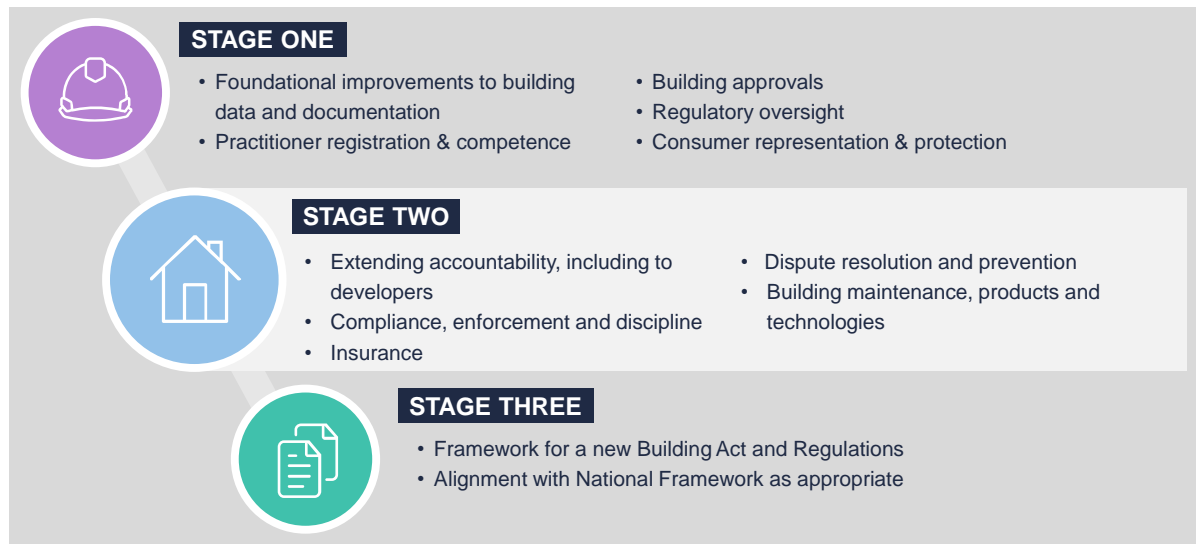 STAGE ONE
• Foundational improvements to building
data and documentation
• Practitioner registration & competence
• Building approvals
• Regulatory oversight
• Consumer representation & protection
STAGE TWO
• Extending accountability, including to
developers
• Compliance, enforcement and discipline
• Insurance
• Dispute resolution and prevention
• Building maintenance, products and
technologies
STAGE THREE
• Framework for a new Building Act and Regulations
• Alignment with National Framework as appropriate